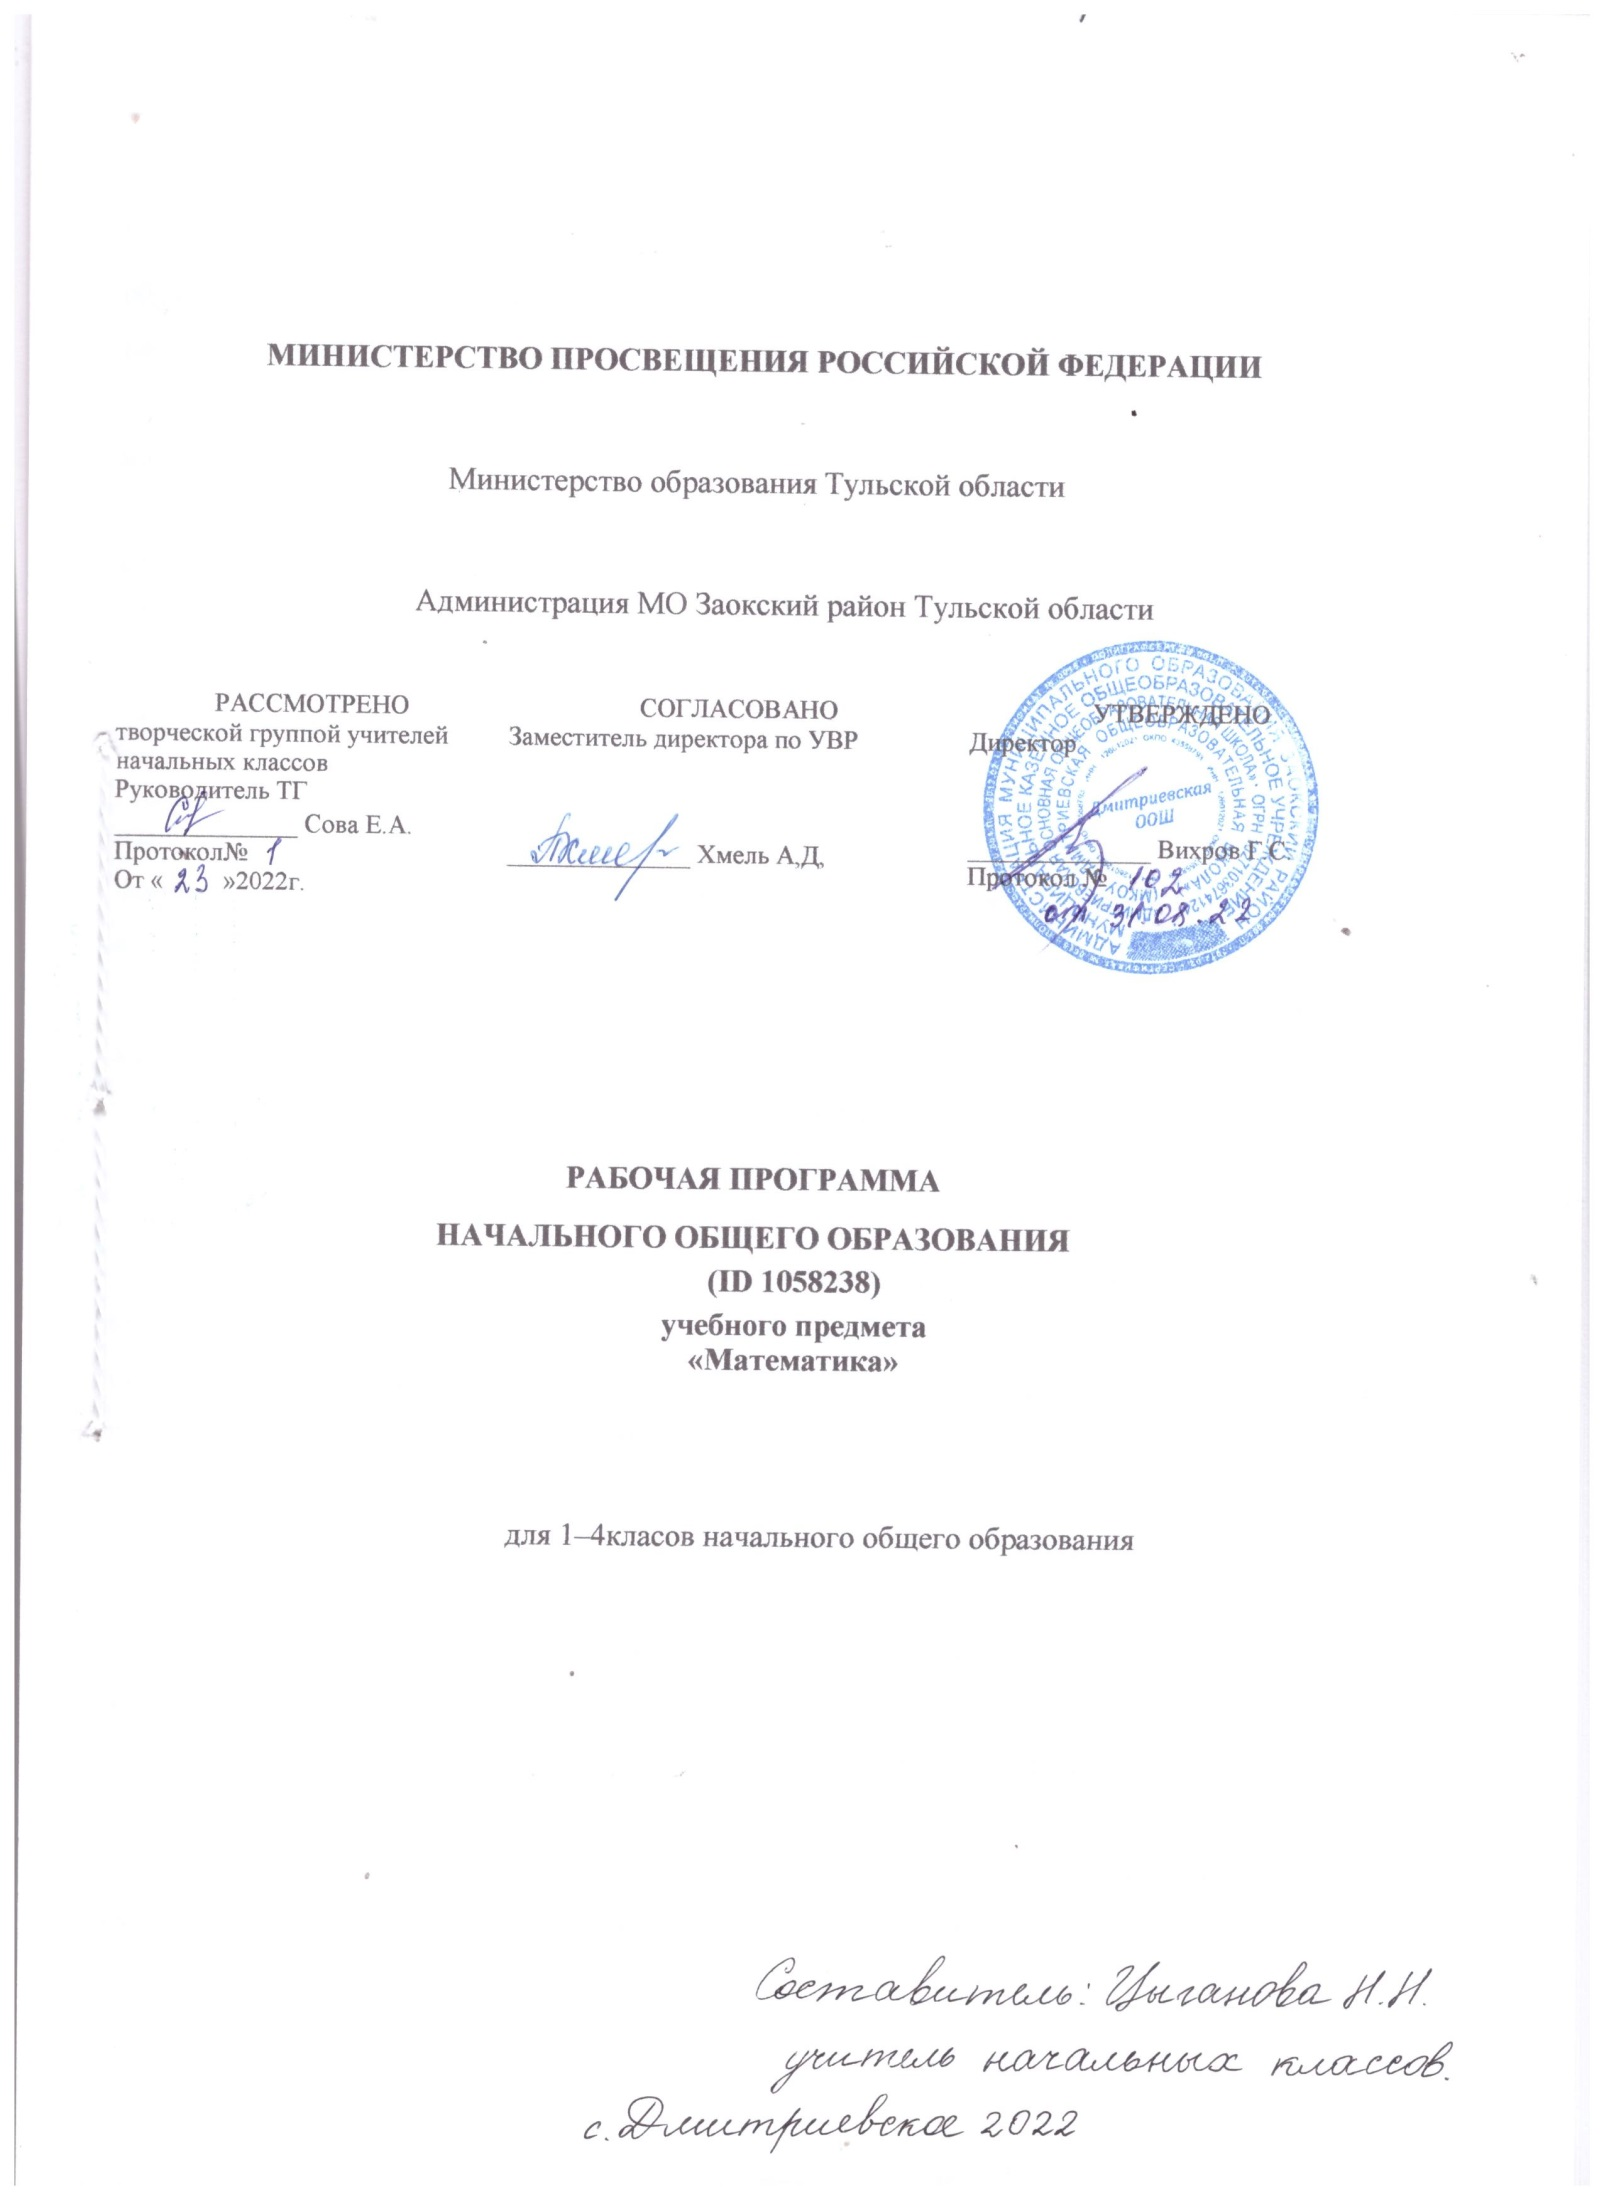 МИНИСТЕРСТВО ПРОСВЕЩЕНИЯ РОССИЙСКОЙ ФЕДЕРАЦИИ
Министерство образования Тульской области
Администрация МО Заокский район Тульской области
РАССМОТРЕНО
творческой группой учителей
начальных классов
Руководитель ТГ
Сова Е.А.
Протокол№ 1
От « 23 »2022г.
СОГЛАСОВАНО
Заместитель директора по УВР
Хмель А,Д,
УТВЕРЖДЕНО
Директор
Вихров Г.С.
Протокол № 102
от 31.08.22
Дмитриевская
ООШ
РАБОЧАЯ ПРОГРАММА
НАЧАЛЬНОГО ОБЩЕГО ОБРАЗОВАНИЯ
(ID 1058238)
учебного предмета
«Математика»
для 1–4класов начального общего образования
Составитель: Цыганова Н.Н.
учитель начальных классов.
с. Дмитриевское 2022